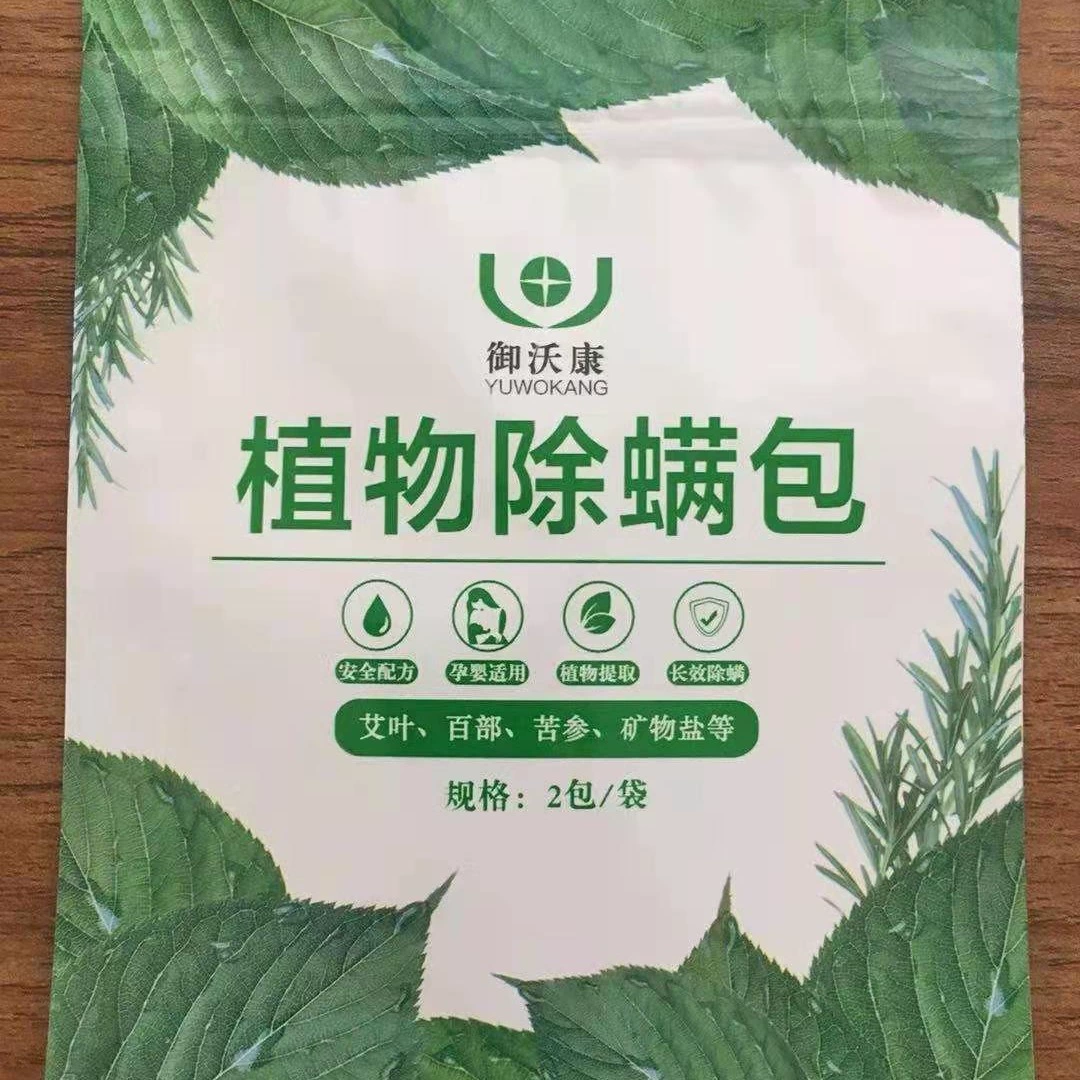 御沃康
YUWOKANG
植物除螨包
安全配方 孕婴适用 植物提取 长效除螨
艾叶、百部、苦参、矿物盐等
规格：2包/袋